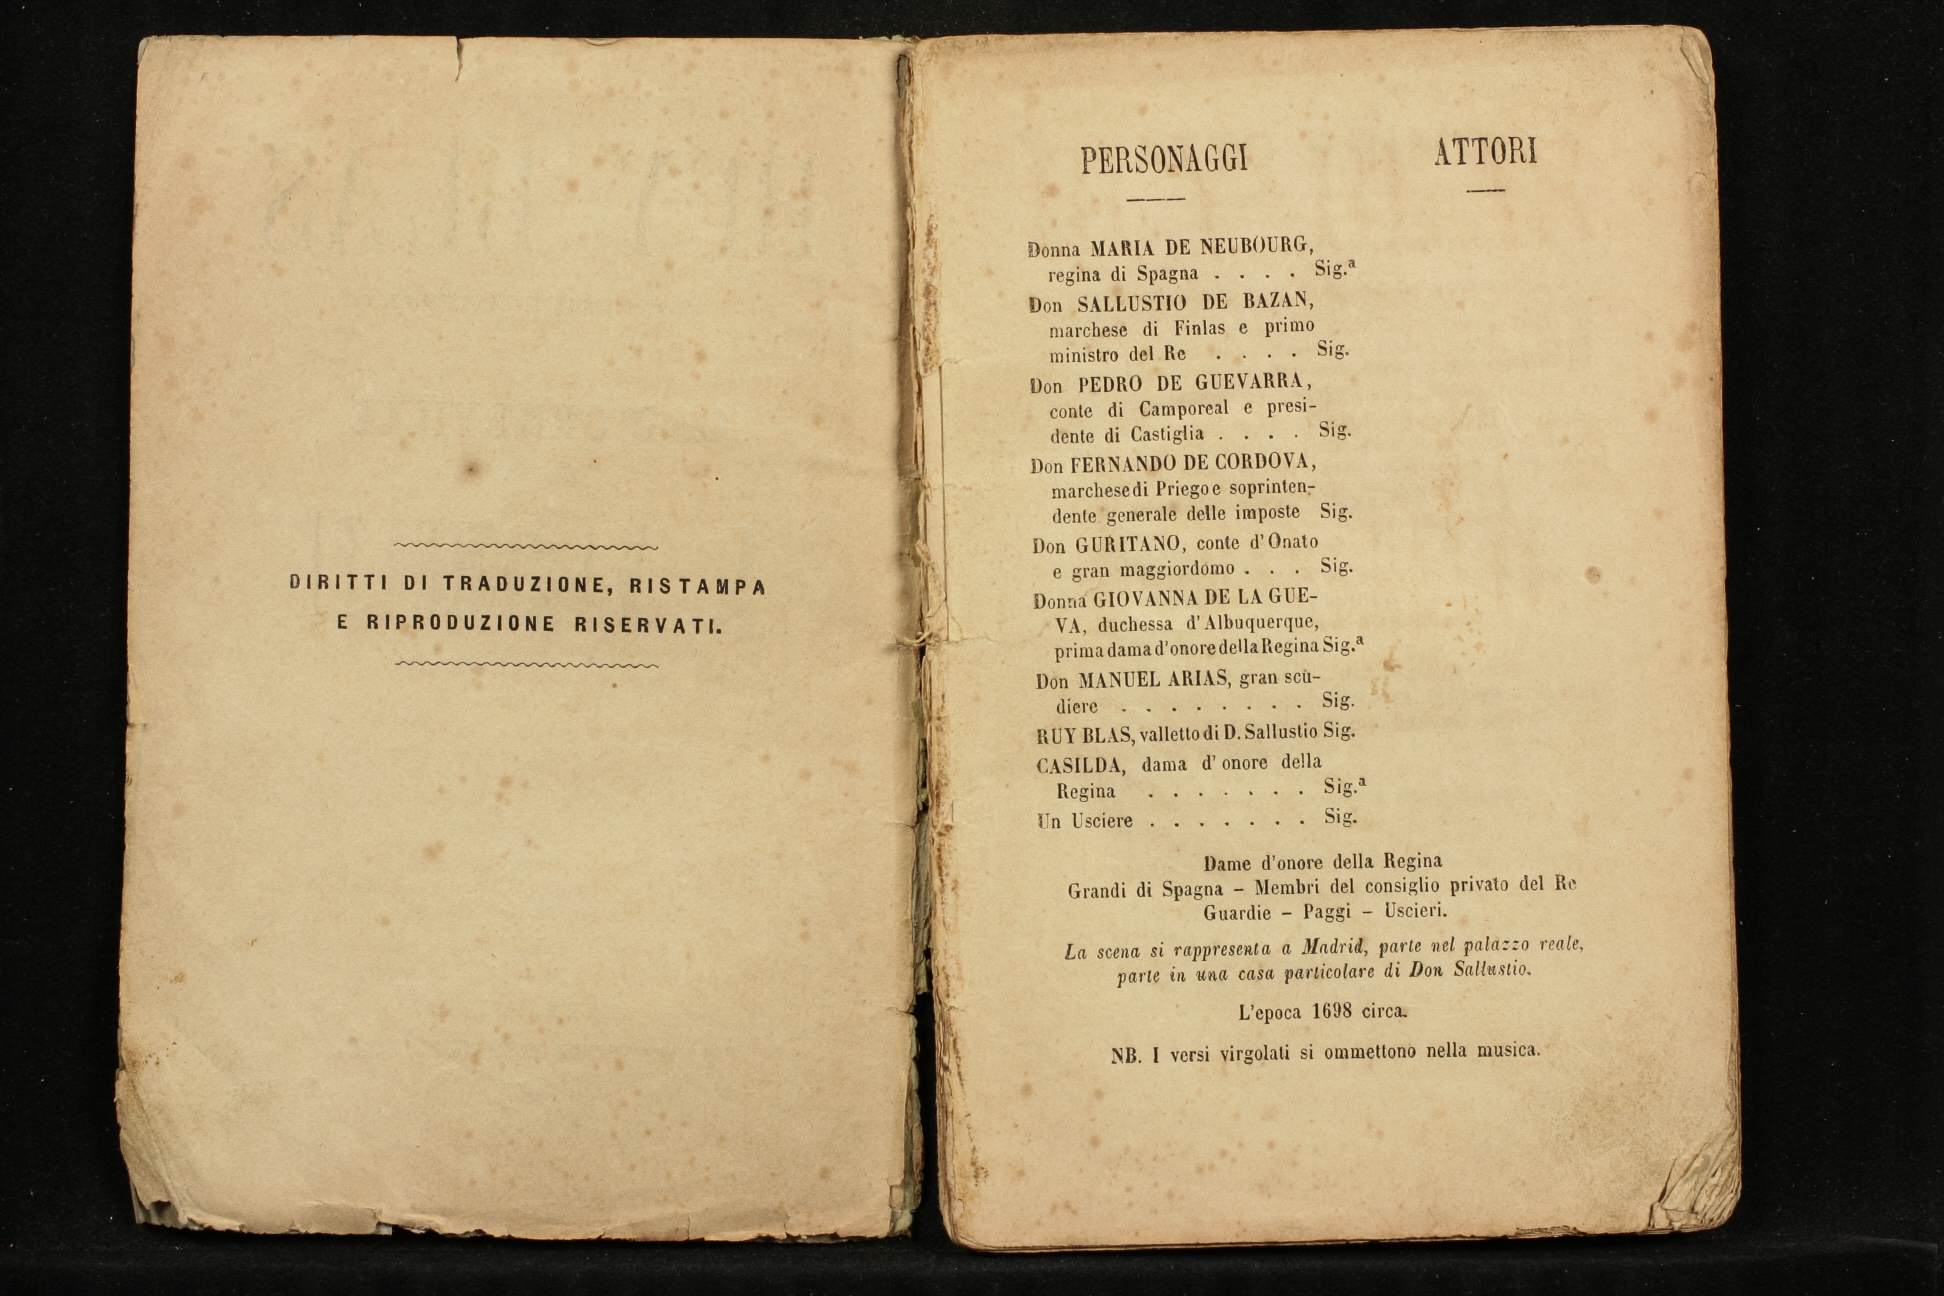 DIRITTI DI TRADUZIONE, RISTAMPA
E RIPRODUZIONE RISERVATI.
PERSONAGGI ATTORI
Donna MARIA DE NEUBOURG,
regina di Spagna . . . . Sig.ª
Don SALLUSTIO DE BAZAN,
marchese di Finlas e primo
ministro del Re . . . . Sig.
Don PEDRO DE GUEVARRA,
conte di Camporeal e presi-
dente di Castiglia . . . . Sig.
Don FERNANDO DE CORDOVA,
marchese di Priego e soprinten-
dente generale delle imposte Sig.
Don GURITANO, conte d'Onato
e gran maggiordomo . . . Sig.
Donna GIOVANNA DE LA GUE-
VA, duchessa d'Albuquerque,
prima dama d'onore della Regina Sig.ª
Don MANUEL ARIAS, gran scu-
diere . . . . . . . . Sig.
RUY BLAS, valletto di D. Sallustio Sig.
CASILDA, dama d'onore della
Regina . . . . . . . Sig.ª
Un Usciere . . . . . . . Sig.
Dame d'onore della Regina
Grandi di Spagna – Membri del consiglio privato del Re
Guardie – Paggi – Uscieri.
La scena si rappresenta a Madrid, parte nel palazzo reale,
parte in una casa particolare di Don Sallustio.
L'epoca 1698 circa.
NB. I versi virgolati si ommettono nella musica.